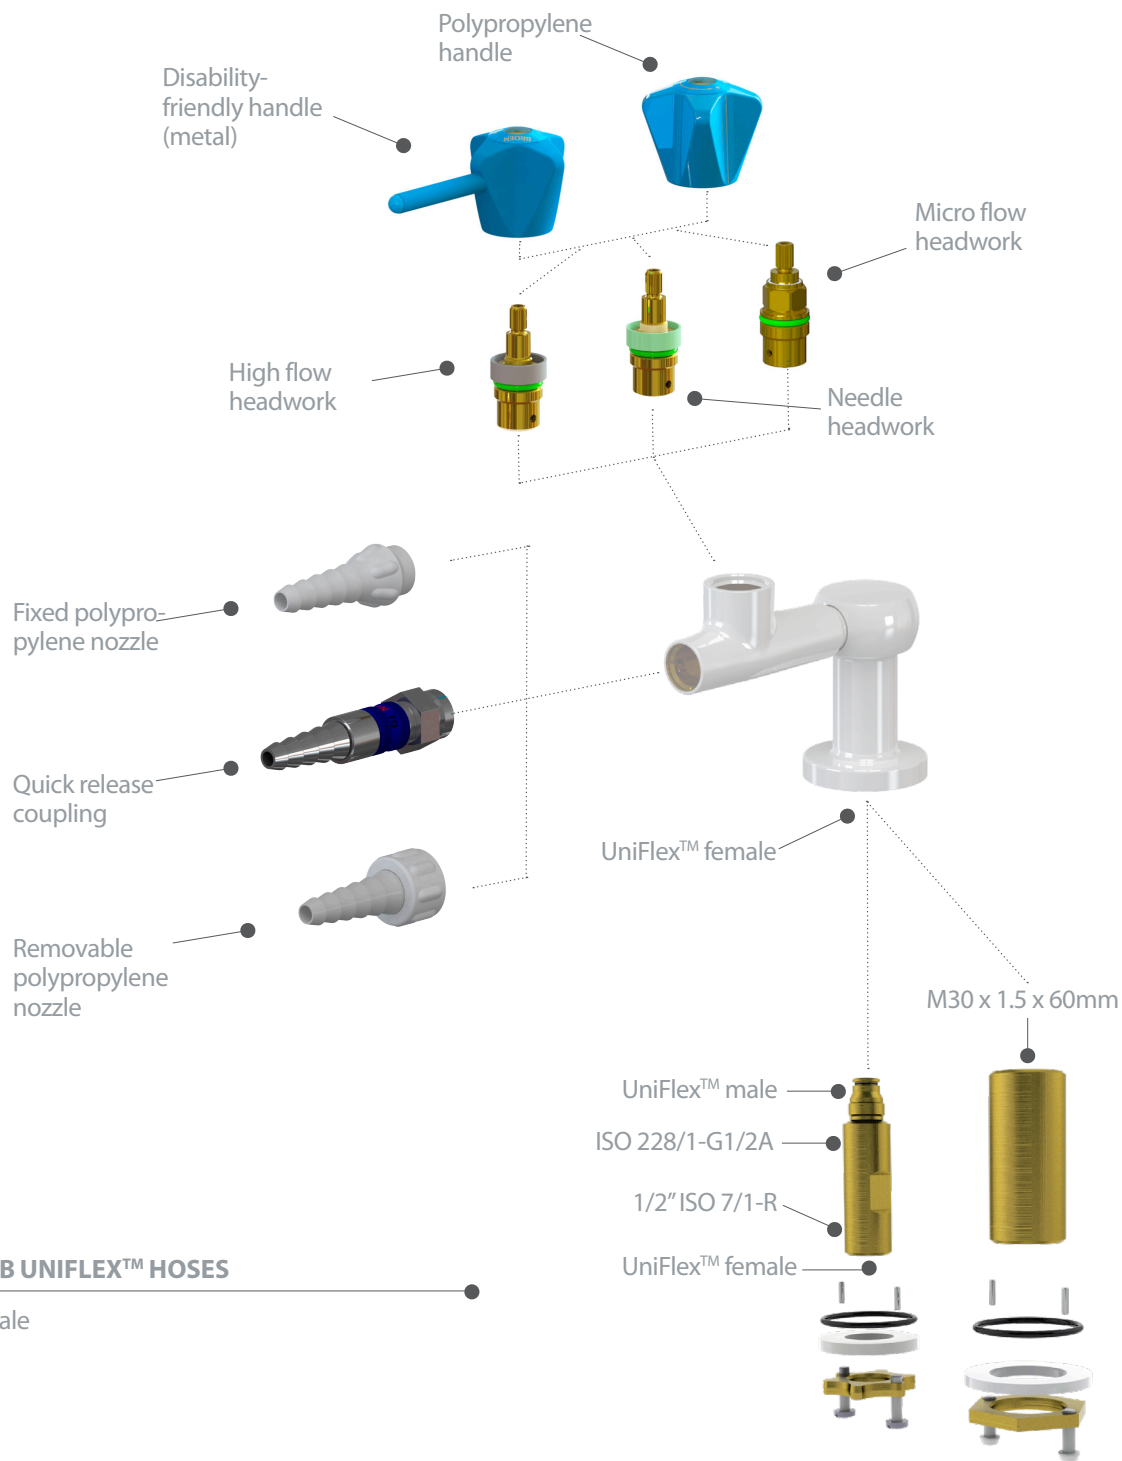 Polypropylene
handle
Disability-
friendly handle
(metal)
Micro flow
headwork
High flow
headwork
Needle
headwork
Fixed polypro-
pylene nozzle
Quick release
coupling
UniFlex™ female
Removable
polypropylene
nozzle
M30 x 1.5 x 60mm
UniFlex™ male
ISO 228/1-G1/2A
1/2” ISO 7/1-R
UniFlex™ female
B UNIFLEX™ HOSES
ale